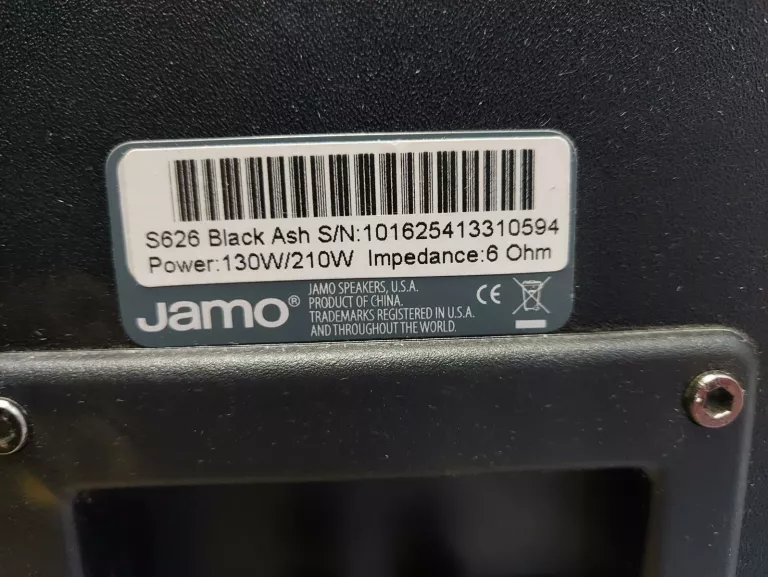 S626 Black Ash S/N:101625413310594
Power:130W/210W Impedance:6 Ohm
Jamo®
JAMO SPEAKERS, U.S.A.
PRODUCT OF CHINA.
TRADEMARKS REGISTERED IN U.S.A.
AND THROUGHOUT THE WORLD.
CE